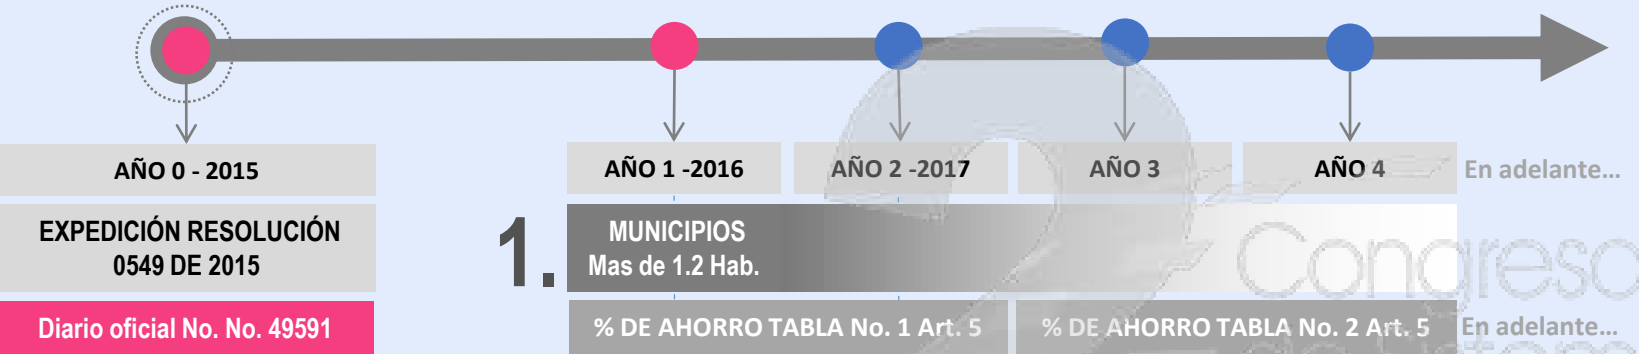 AÑO 0 - 2015
AÑO 1 -2016
AÑO 2 -2017
AÑO 3
AÑO 4
En adelante...
EXPEDICIÓN RESOLUCIÓN
0549 DE 2015
1.
MUNICIPIOS
Mas de 1.2 Hab.
Congreso
Diario oficial No. No. 49591
% DE AHORRO TABLA No. 1 Art. 5
% DE AHORRO TABLA No. 2 Art. 5
En adelante...